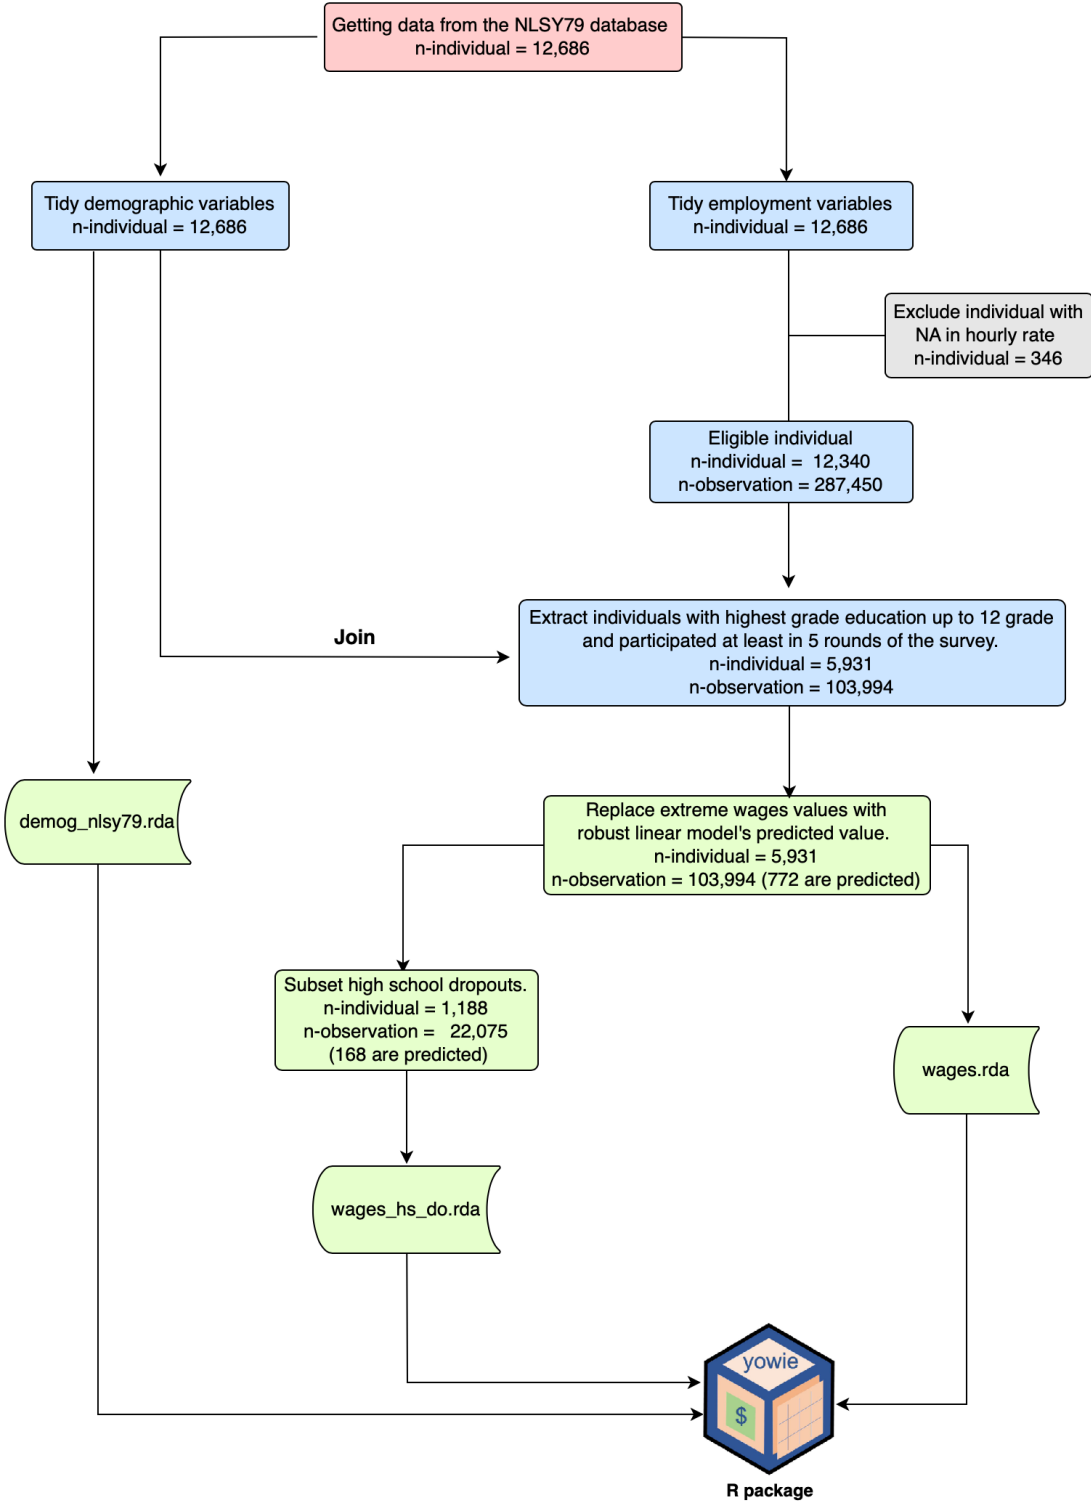 Getting data from the NLSY79 database
n-individual = 12,686
Tidy demographic variables
n-individual = 12,686
Tidy employment variables
n-individual = 12,686
Exclude individual with
NA in hourly rate
n-individual = 346
Eligible individual
n-individual = 12,340
n-observation = 287,450
Join
Extract individuals with highest grade education up to 12 grade
and participated at least in 5 rounds of the survey.
n-individual = 5,931
n-observation = 103,994
demog_nlsy79.rda
Replace extreme wages values with
robust linear model's predicted value.
n-individual = 5,931
n-observation = 103,994 (772 are predicted)
Subset high school dropouts.
n-individual = 1,188
n-observation = 22,075
(168 are predicted)
wages.rda
wages_hs_do.rda
yowie
$
R package